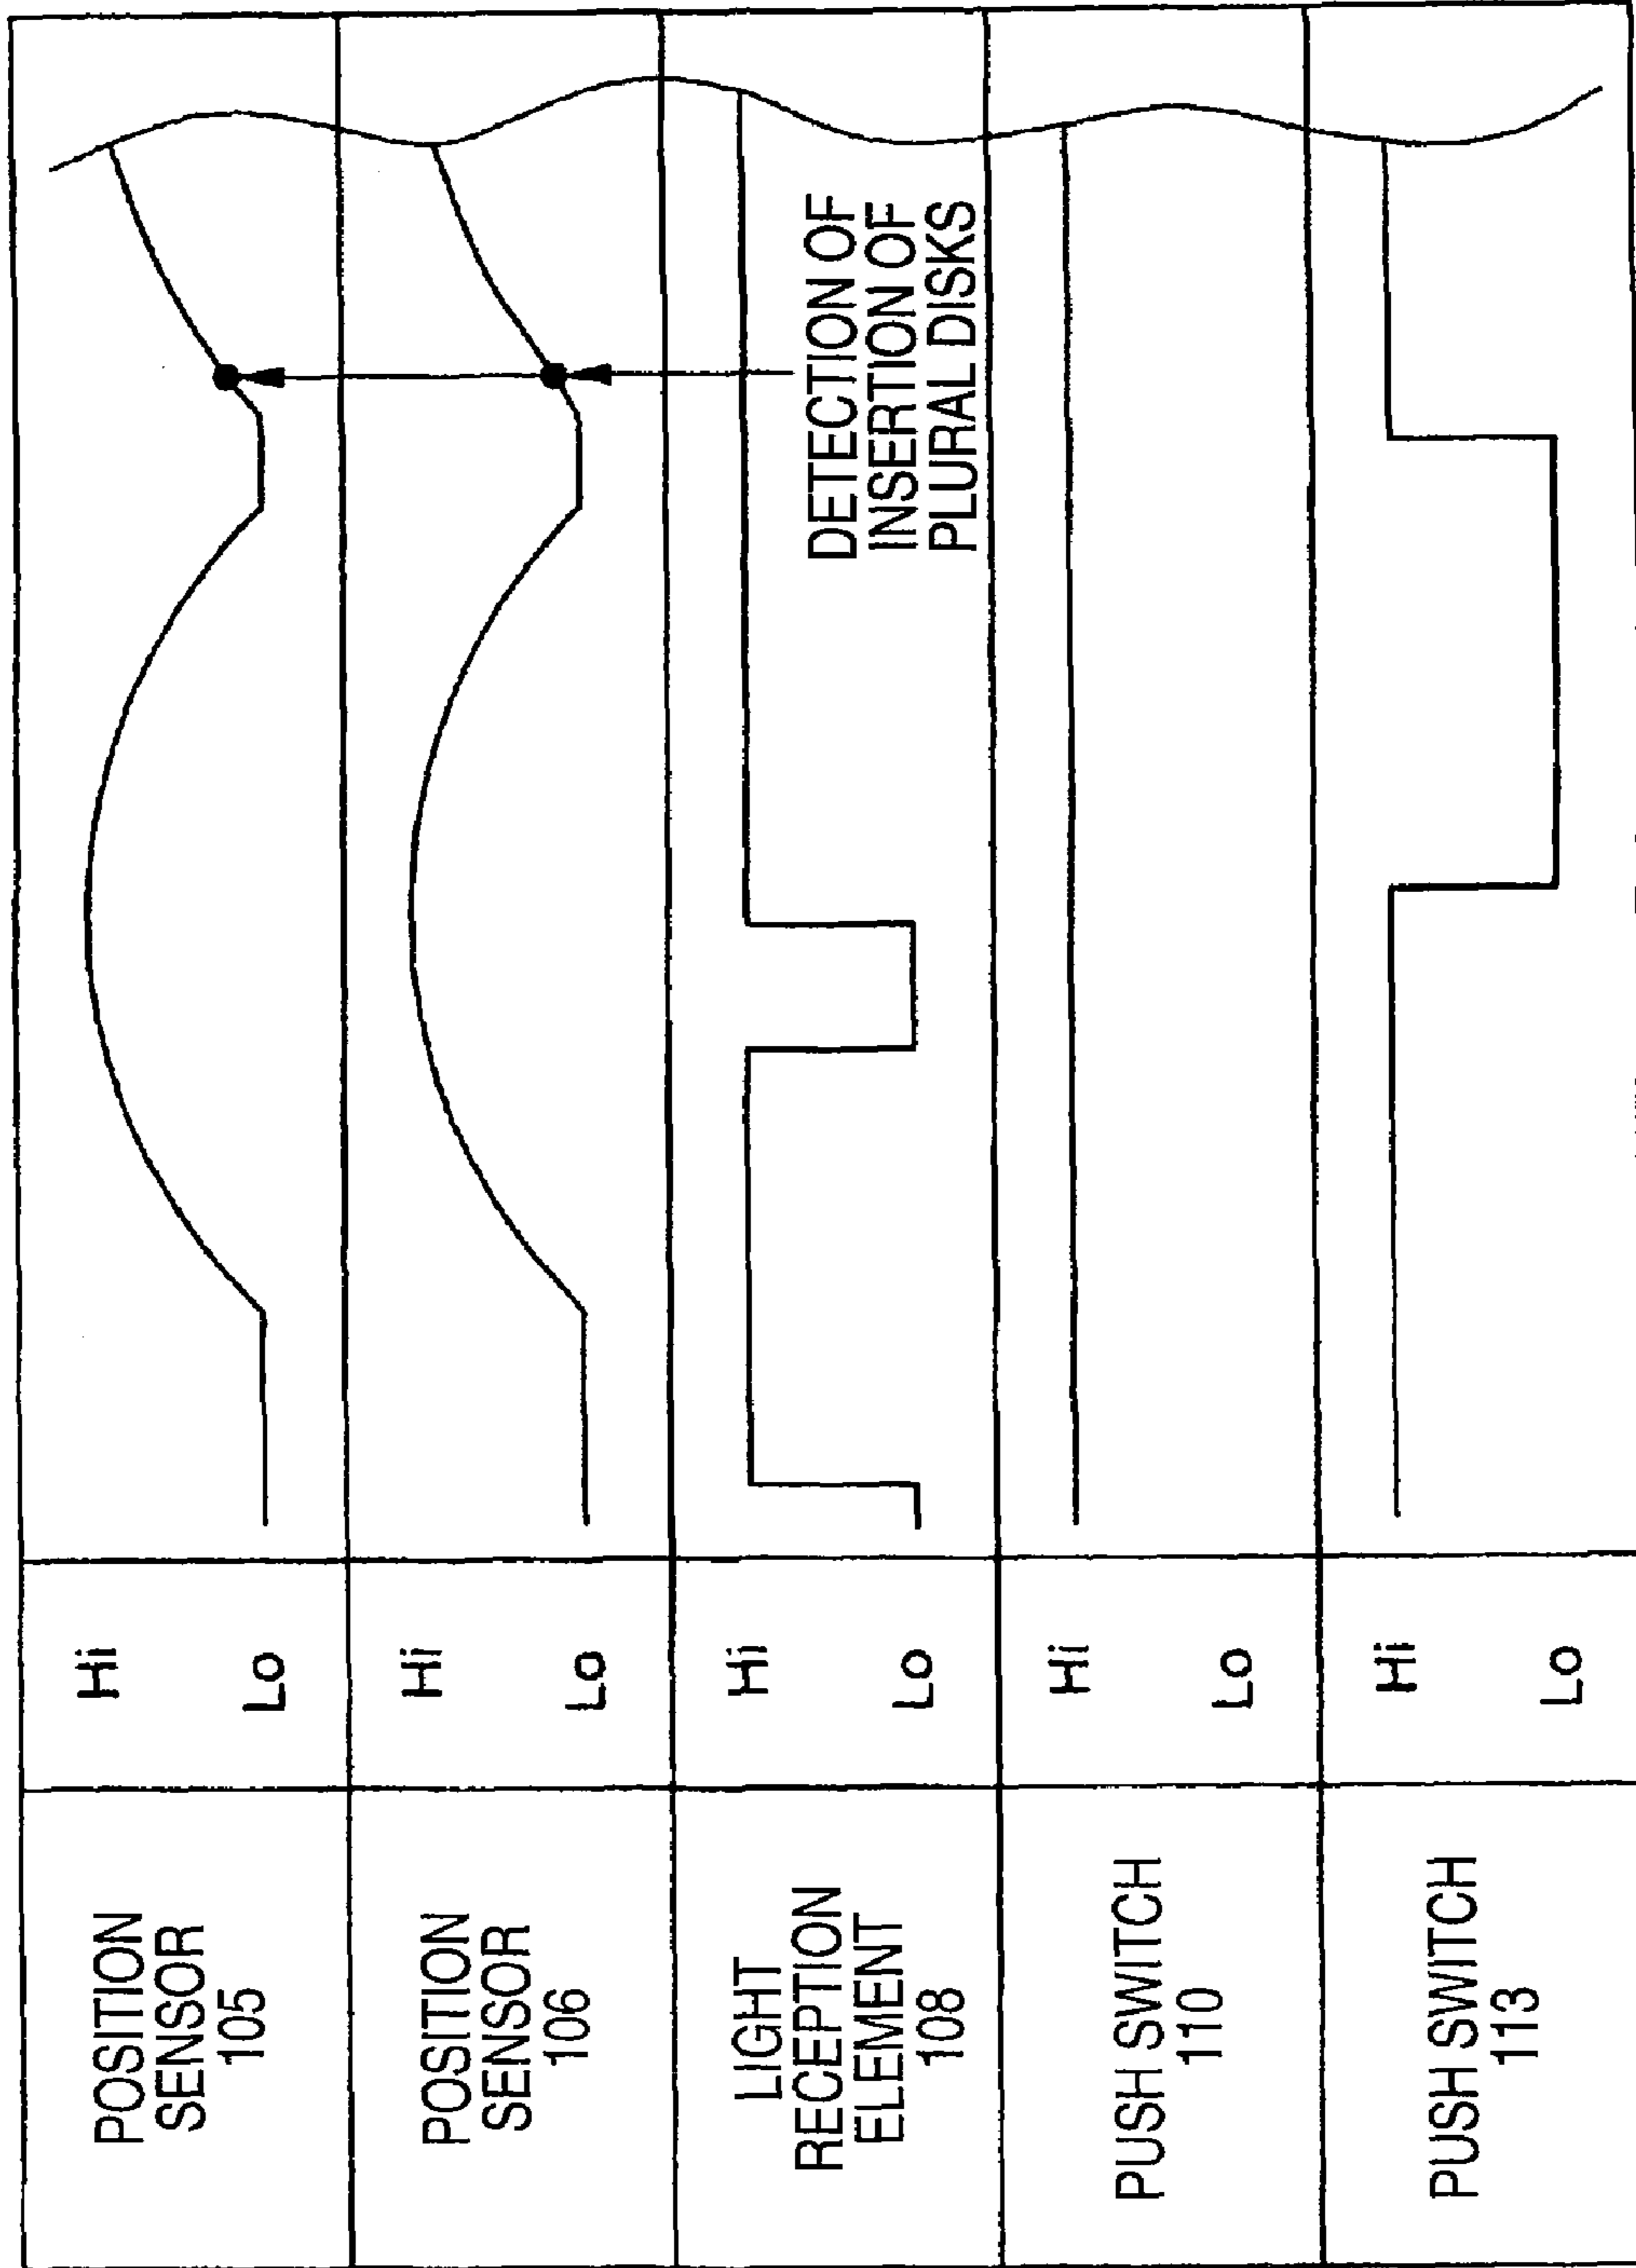 POSITION
SENSOR
105
Hi
Lo
POSITION
SENSOR
106
Hi
Lo
LIGHT
RECEPTION
ELEMENT
108
Hi
Lo
DETECTION OF
INSERTION OF
PLURAL DISKS
PUSH SWITCH
110
Hi
Lo
PUSH SWITCH
113
Hi
Lo